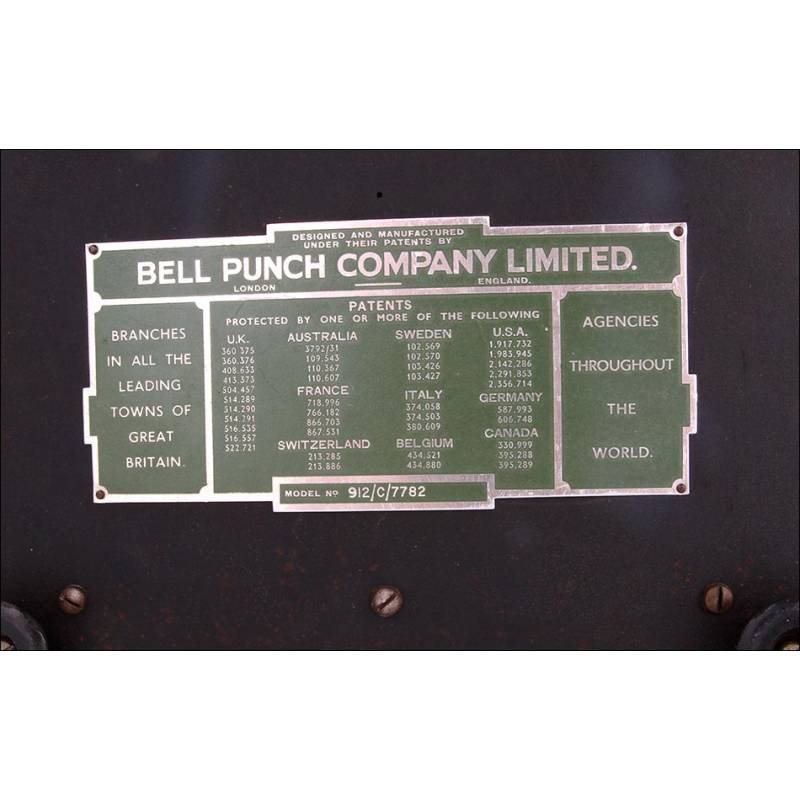 DESIGNED AND MANUFACTURED
UNDER THEIR PATENTS BY
BELL PUNCH COMPANY LIMITED.
LONDON ENGLAND.
BRANCHES
IN ALL THE
LEADING
TOWNS OF
GREAT
BRITAIN.
PATENTS
PROTECTED BY ONE OR MORE OF THE FOLLOWING
U.K.
360.375
360.376
408.633
413.373
504.457
514.289
514.290
514.291
516.535
516.557
522.721
AUSTRALIA
3792/31
109.543
110.367
110.607
FRANCE
718.996
766.182
866.703
867.531
SWITZERLAND
213.285
213.886
SWEDEN
102.569
102.570
103.426
103.427
ITALY
374.058
374.503
380.609
BELGIUM
434.521
434.880
U.S.A.
1.917.732
1.983.945
2.142.286
2.291.853
2.356.714
GERMANY
587.993
606.748
CANADA
330.999
395.288
395.289
AGENCIES
THROUGHOUT
THE
WORLD.
MODEL Nº 912/C/7782